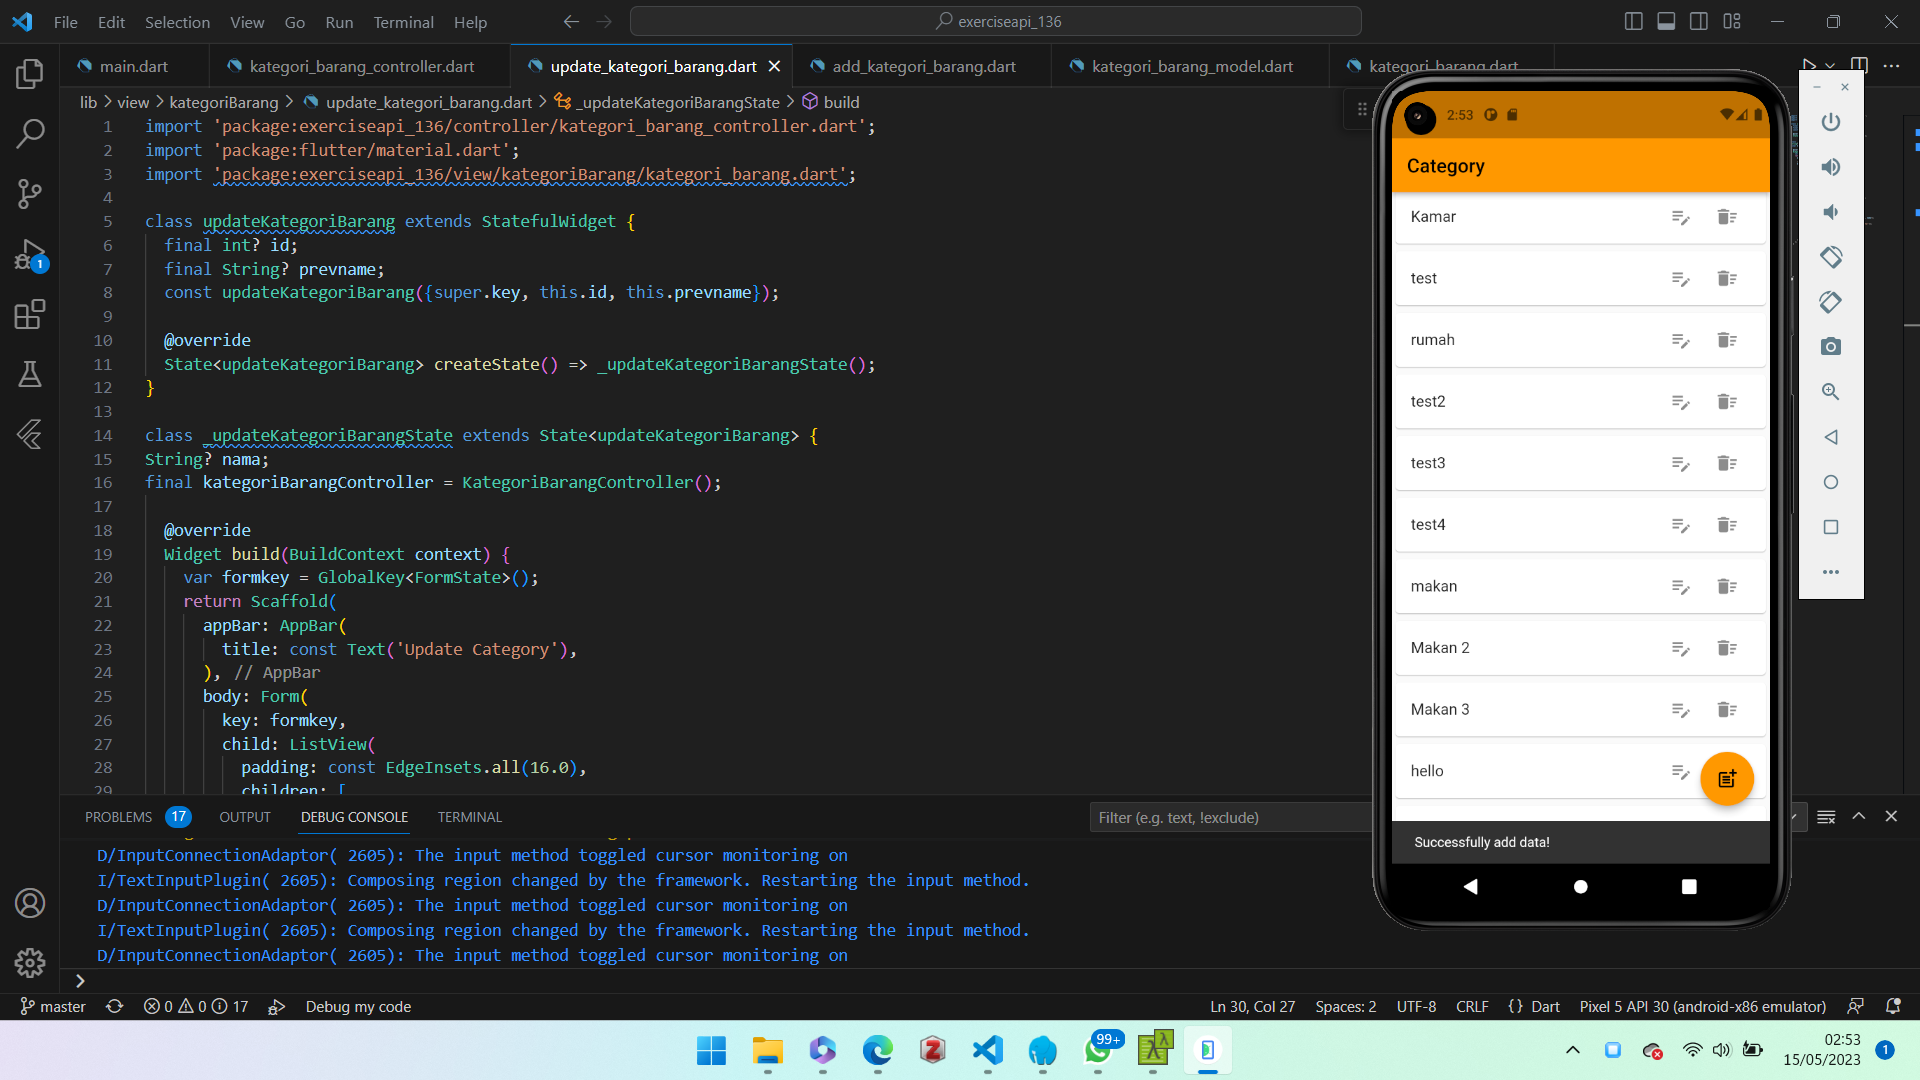 File Edit Selection View Go Run Terminal Help
exerciseapi_136
main.dart
kategori_barang_controller.dart
update_kategori_barang.dart
add_kategori_barang.dart
kategori_barang_model.dart
kategori_barang.dart
lib > view > kategoriBarang > update_kategori_barang.dart > _updateKategoriBarangState > build
1 import 'package:exerciseapi_136/controller/kategori_barang_controller.dart';
2 import 'package:flutter/material.dart';
3 import 'package:exerciseapi_136/view/kategoriBarang/kategori_barang.dart';
4
5 class updateKategoriBarang extends StatefulWidget {
6 final int? id;
7 final String? prevname;
8 const updateKategoriBarang({super.key, this.id, this.prevname});
9
10 @override
11 State<updateKategoriBarang> createState() => _updateKategoriBarangState();
12 }
13
14 class _updateKategoriBarangState extends State<updateKategoriBarang> {
15 String? nama;
16 final kategoriBarangController = KategoriBarangController();
17
18 @override
19 Widget build(BuildContext context) {
20 var formkey = GlobalKey<FormState>();
21 return Scaffold(
22 appBar: AppBar(
23 title: const Text('Update Category'),
24 ), // AppBar
25 body: Form(
26 key: formkey,
27 child: ListView(
28 padding: const EdgeInsets.all(16.0),
29 children: [
2:53
Category
Kamar
test
rumah
test2
test3
test4
makan
Makan 2
Makan 3
hello
Successfully add data!
PROBLEMS 17 OUTPUT DEBUG CONSOLE TERMINAL
Filter (e.g. text, !exclude)
D/InputConnectionAdaptor( 2605): The input method toggled cursor monitoring on
I/TextInputPlugin( 2605): Composing region changed by the framework. Restarting the input method.
D/InputConnectionAdaptor( 2605): The input method toggled cursor monitoring on
I/TextInputPlugin( 2605): Composing region changed by the framework. Restarting the input method.
D/InputConnectionAdaptor( 2605): The input method toggled cursor monitoring on
1
master 0 0 17 Debug my code
Ln 30, Col 27 Spaces: 2 UTF-8 CRLF {} Dart Pixel 5 API 30 (android-x86 emulator)
99+
02:53
15/05/2023
1